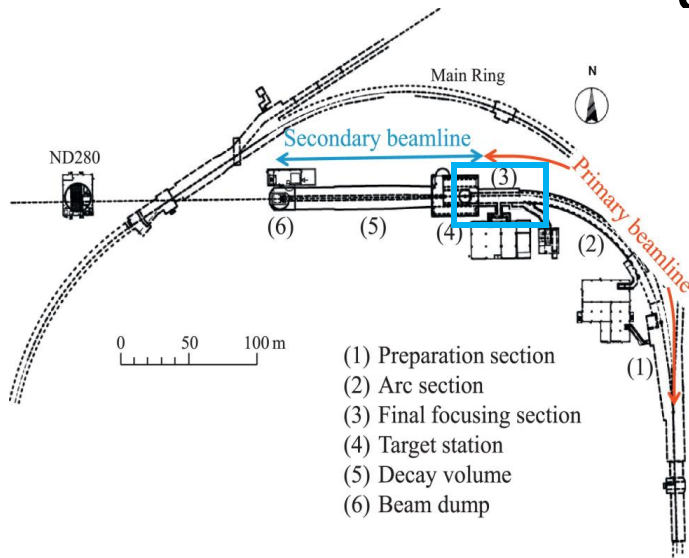 Main Ring
N
ND280
Secondary beamline
Primary beamline
(3)
(6)
(5)
(4)
(2)
(1)
0 50 100 m
(1) Preparation section
(2) Arc section
(3) Final focusing section
(4) Target station
(5) Decay volume
(6) Beam dump